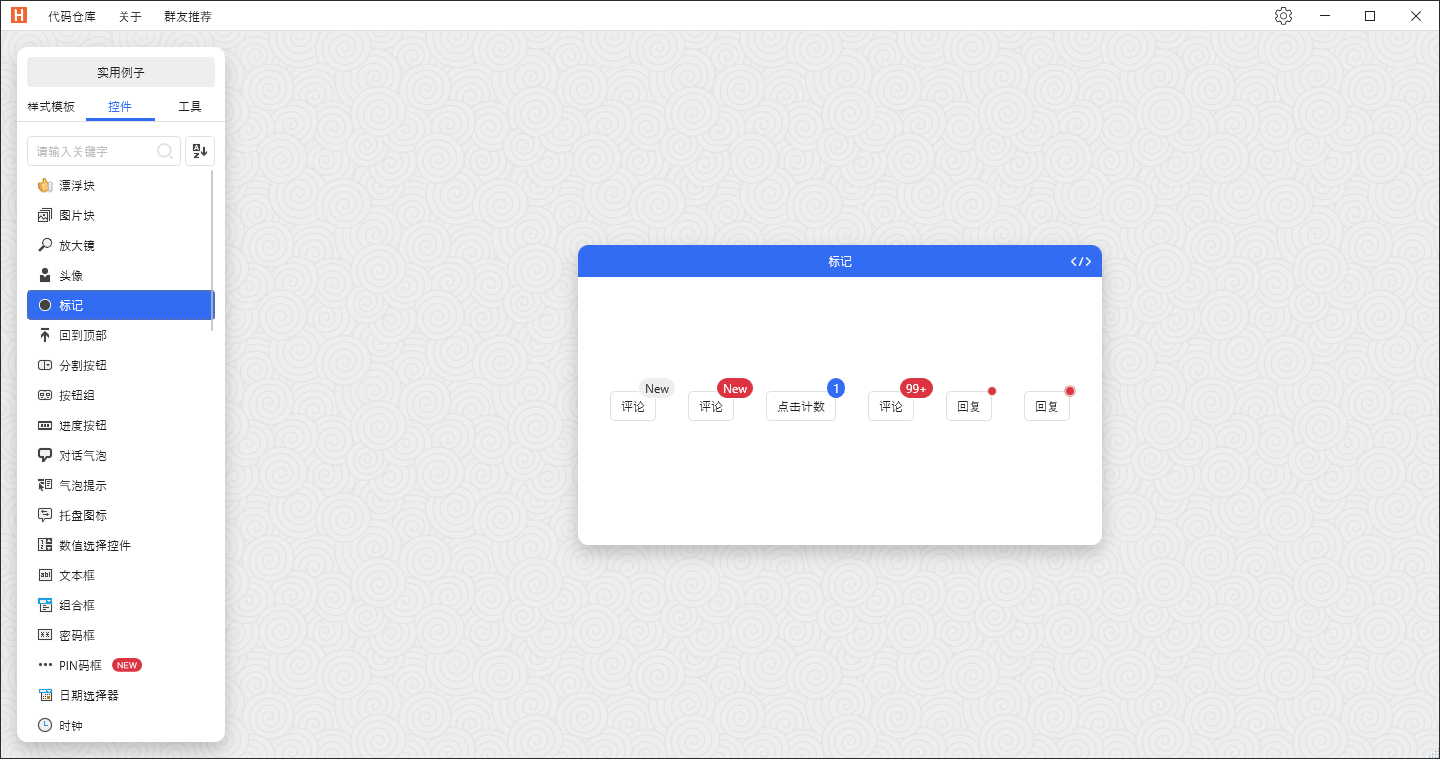 H 代码仓库 关于 群友推荐
实用例子
样式模板 控件 工具
请输入关键字 AZ
漂浮块
图片块
放大镜
头像
标记
回到顶部
分割按钮
按钮组
进度按钮
对话气泡
气泡提示
托盘图标
数值选择控件
文本框
组合框
密码框
PIN码框 NEW
日期选择器
时钟
标记 </>
New New 1 99+
评论 评论 点击计数 评论 回复 回复